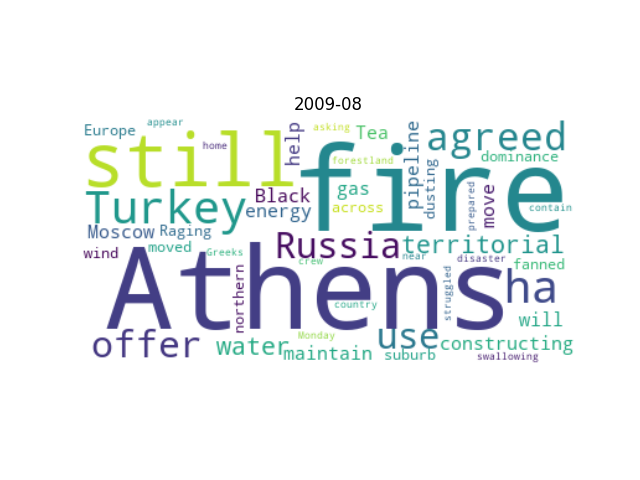 2009-08
Europe appear home help asking Tea pipeline agreed
still fire forestland dusting dominance
Turkey Black energy gas across prepared move contain
Moscow Raging Russia territorial
wind moved Greeks crew near disaster fanned
Athens northern country struggled ha
offer water Monday use will
maintain suburb constructing swallowing